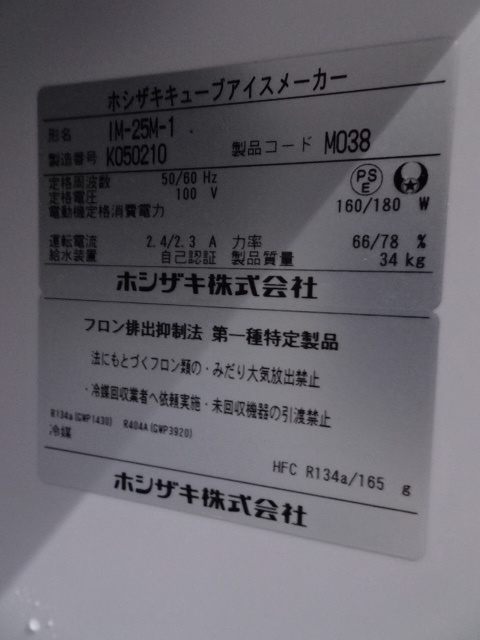 ホシザキキューブアイスメーカー
形名 IM-25M-1
製造番号 K050210 製品コード M038
定格周波数 50/60 Hz
定格電圧 100 V
PS E
電動機定格消費電力 160/180 W
運転電流 2.4/2.3 A 力率 66/78 %
給水装置 自己認証 製品質量 34 kg
ホシザキ株式会社
フロン排出抑制法 第一種特定製品
法にもとづくフロン類の・みだり大気放出禁止
・冷媒回収業者へ依頼実施・未回収機器の引渡禁止
R134a(GWP1430) R404A(GWP3920)
冷媒 HFC R134a/165 g
ホシザキ株式会社